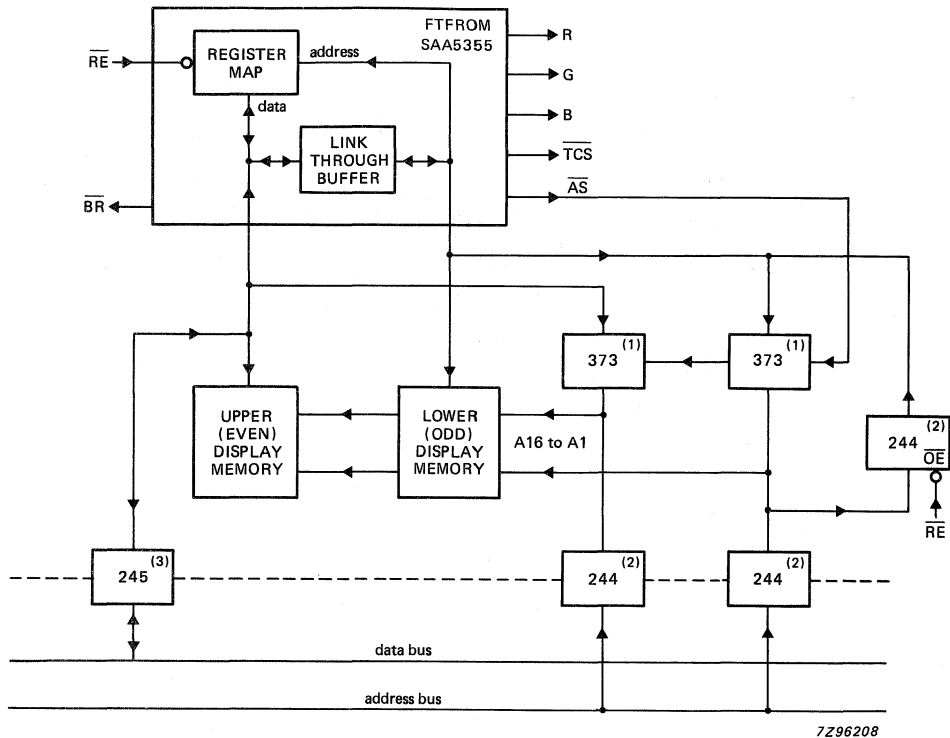 FTFROM
SAA5355
RE
REGISTER
MAP
address
data
LINK
THROUGH
BUFFER
BR
R
G
B
TCS
AS
373 (1)
373 (1)
UPPER
(EVEN)
DISPLAY
MEMORY
LOWER
(ODD)
DISPLAY
MEMORY
A16 to A1
244 (2)
OE
RE
245 (3)
244 (2)
244 (2)
data bus
address bus
7Z96208